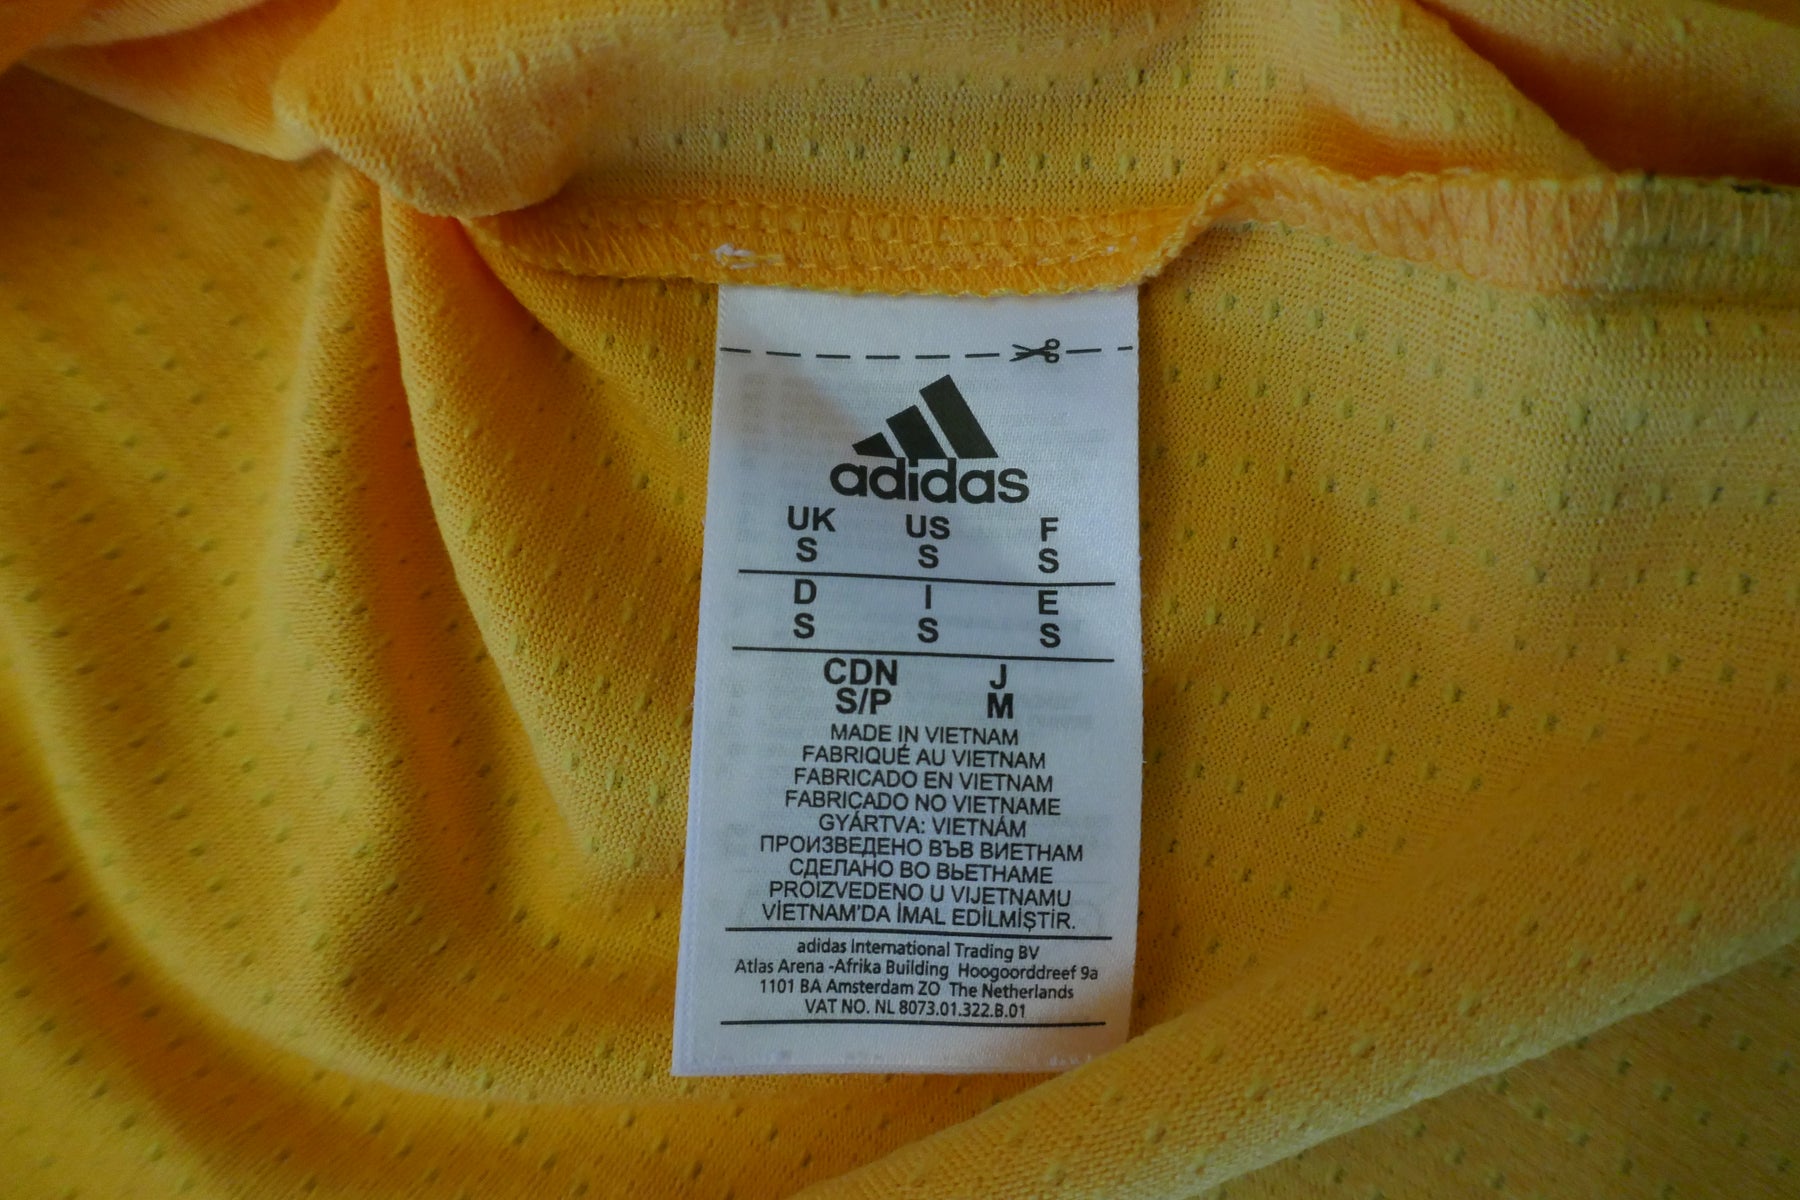 adidas
UK US F
S S S
D I E
S S S
CDN J
S/P M
MADE IN VIETNAM
FABRIQUÉ AU VIETNAM
FABRICADO EN VIETNAM
FABRICADO NO VIETNAME
GYÁRTVA: VIETNÁM
ПРОИЗВЕДЕНО ВЪВ ВИЕТНАМ
СДЕЛАНО ВО ВЬЕТНАМЕ
PROIZVEDENO U VIJETNAMU
VİETNAM'DA İMAL EDİLMİŞTİR.
adidas International Trading BV
Atlas Arena -Afrika Building Hoogoorddreef 9a
1101 BA Amsterdam ZO The Netherlands
VAT NO. NL 8073.01.322.B.01